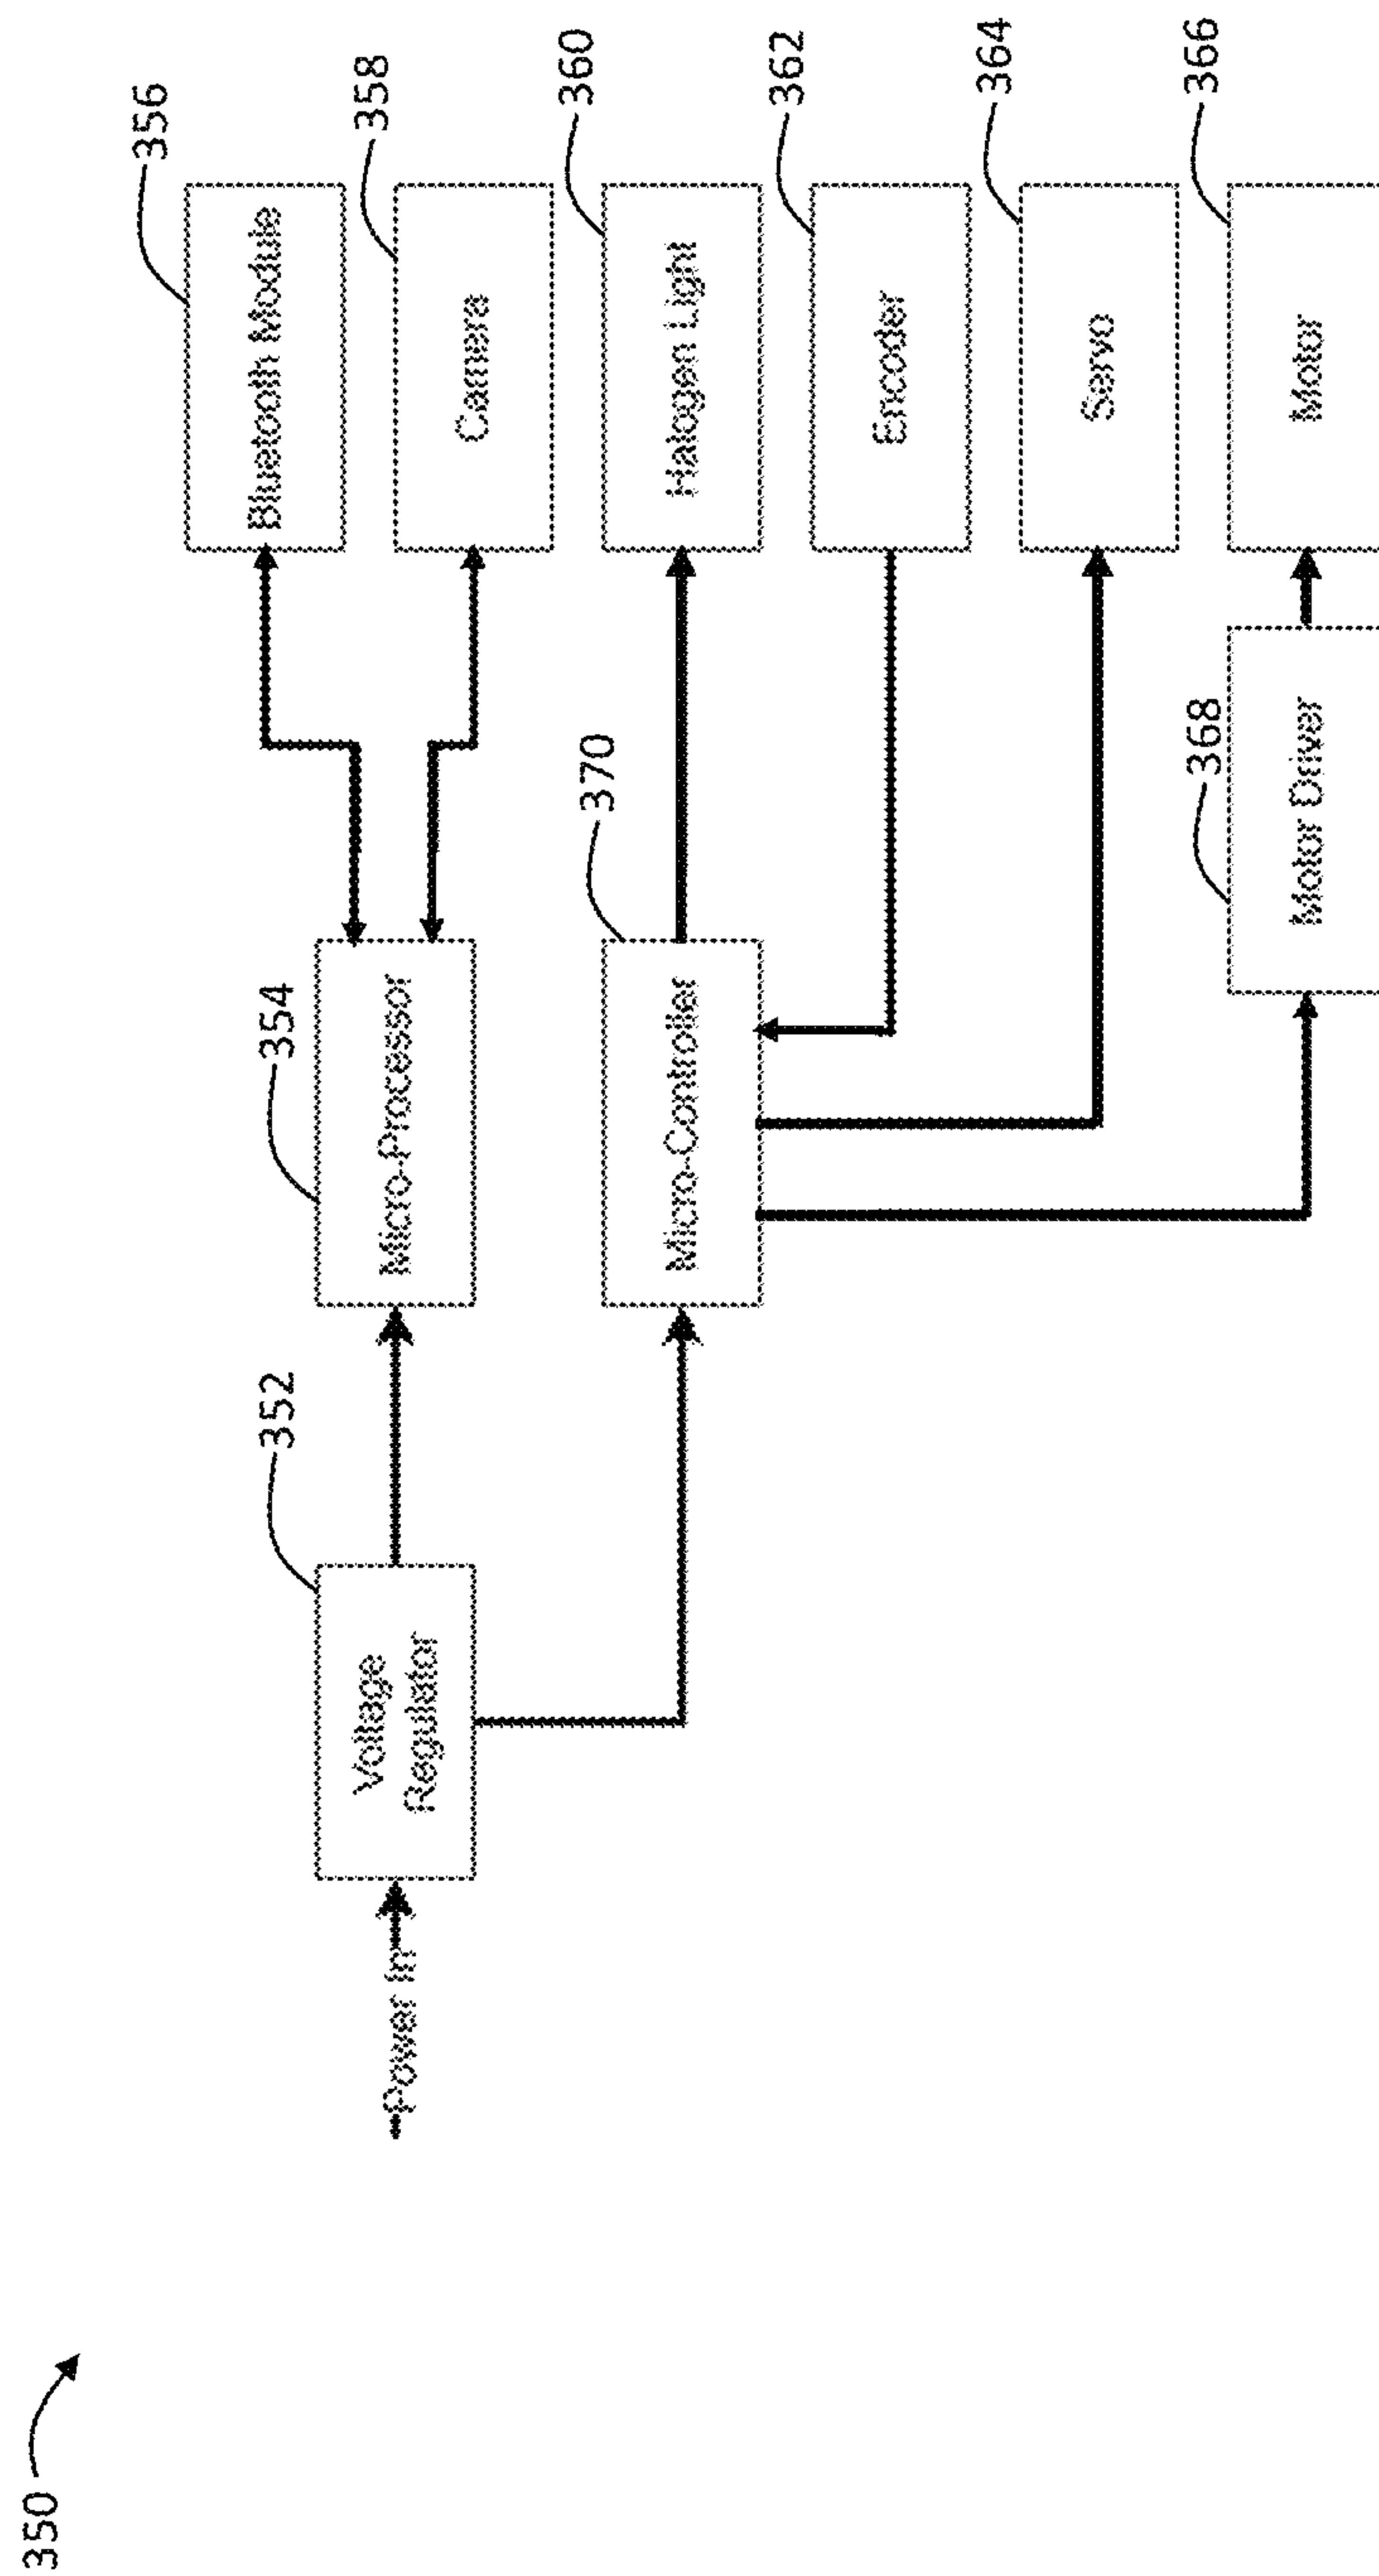 350
Power In
352
Voltage
Regulator
354
Micro-Processor
370
Micro-Controller
356
Bluetooth Module
358
Camera
360
Halogen Light
362
Encoder
364
Servo
366
Motor
368
Motor Driver